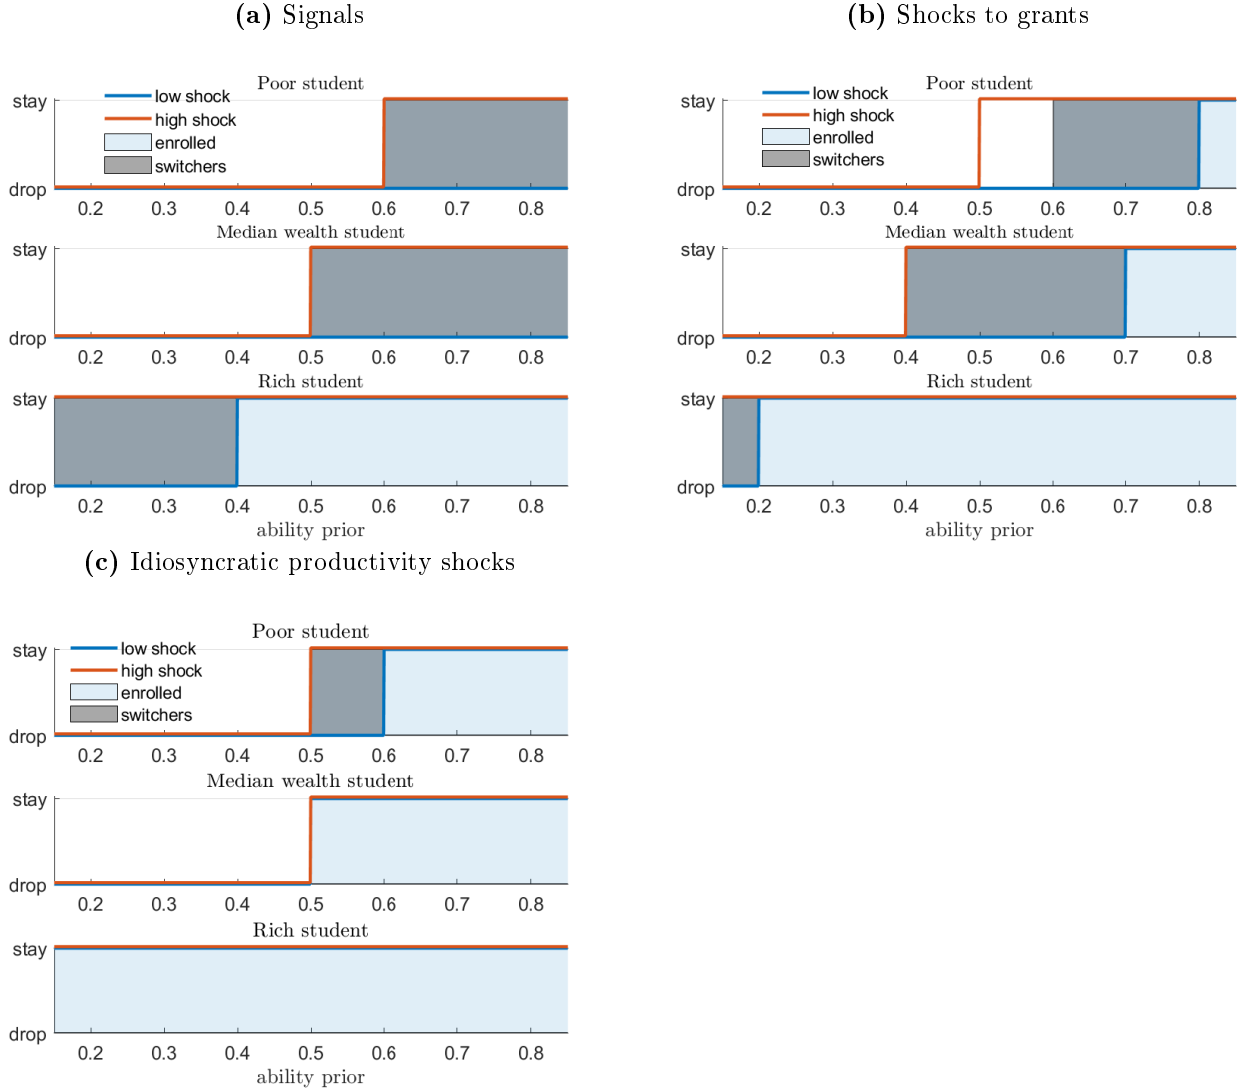 (a) Signals
Poor student
low shock
high shock
enrolled
switchers
stay
drop
0.2 0.3 0.4 0.5 0.6 0.7 0.8
Median wealth student
stay
drop
0.2 0.3 0.4 0.5 0.6 0.7 0.8
Rich student
stay
drop
0.2 0.3 0.4 0.5 0.6 0.7 0.8
ability prior
(b) Shocks to grants
Poor student
low shock
high shock
enrolled
switchers
stay
drop
0.2 0.3 0.4 0.5 0.6 0.7 0.8
Median wealth student
stay
drop
0.2 0.3 0.4 0.5 0.6 0.7 0.8
Rich student
stay
drop
0.2 0.3 0.4 0.5 0.6 0.7 0.8
ability prior
(c) Idiosyncratic productivity shocks
Poor student
low shock
high shock
enrolled
switchers
stay
drop
0.2 0.3 0.4 0.5 0.6 0.7 0.8
Median wealth student
stay
drop
0.2 0.3 0.4 0.5 0.6 0.7 0.8
Rich student
stay
drop
0.2 0.3 0.4 0.5 0.6 0.7 0.8
ability prior